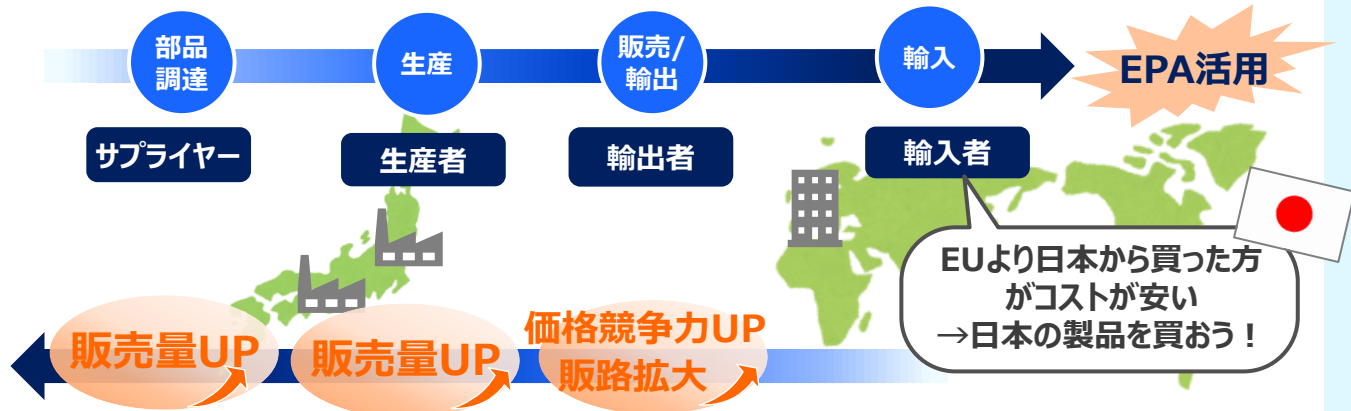 部品
調達
生産
販売/
輸出
輸入
EPA活用
サプライヤー
生産者
輸出者
輸入者
EUより日本から買った方
がコストが安い
→日本の製品を買おう！
販売量UP
販売量UP
価格競争力UP
販路拡大